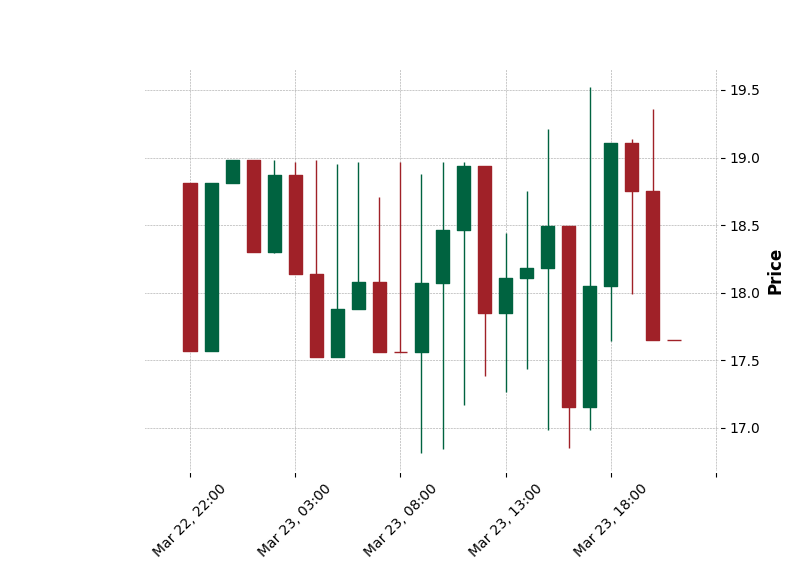 19.5
19.0
18.5
18.0
17.5
17.0
Price
Mar 22, 22:00
Mar 23, 03:00
Mar 23, 08:00
Mar 23, 13:00
Mar 23, 18:00